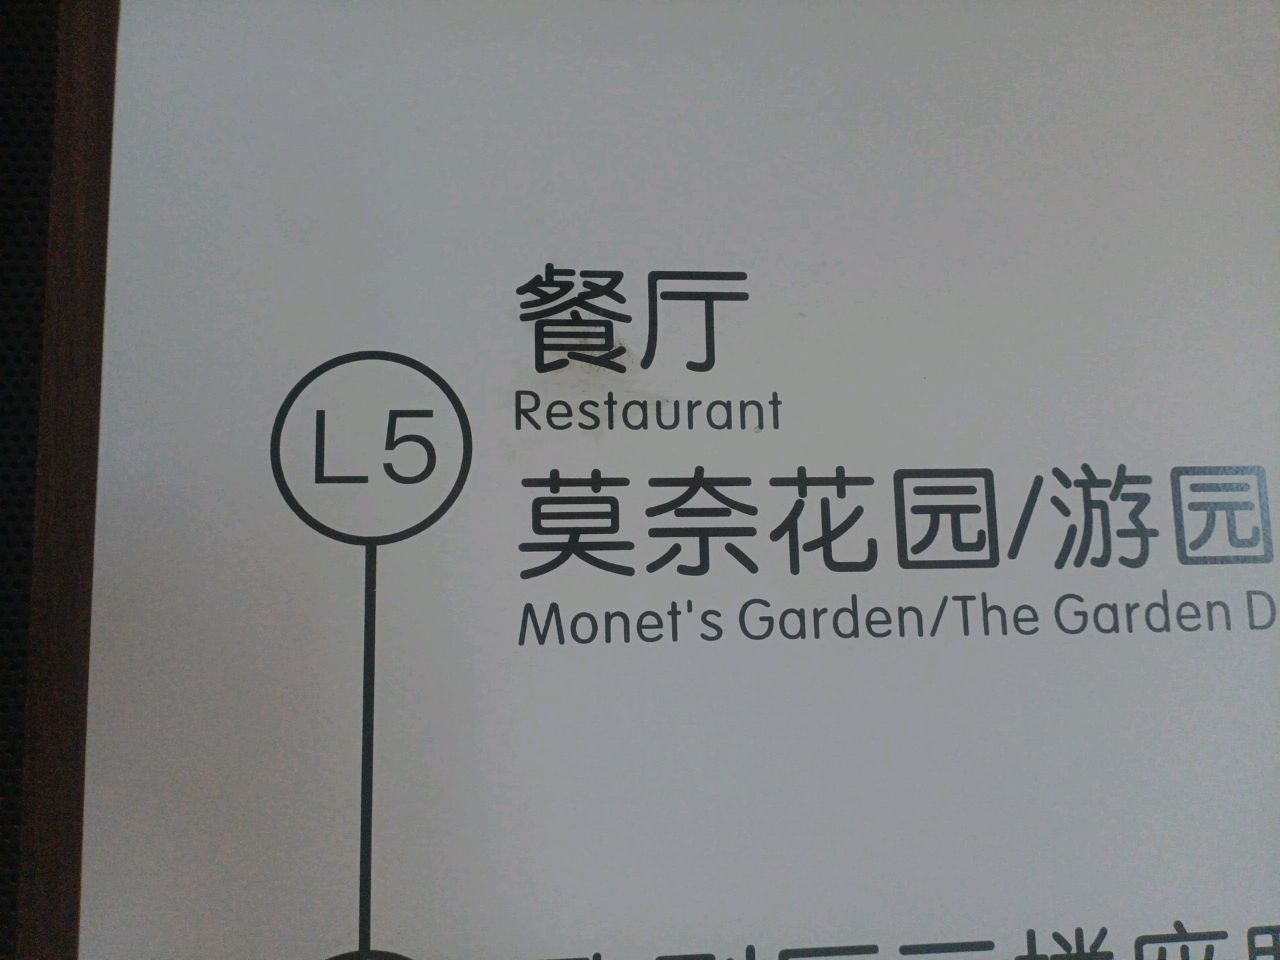 餐厅
Restaurant
L5
莫奈花园/游园
Monet's Garden/The Garden D